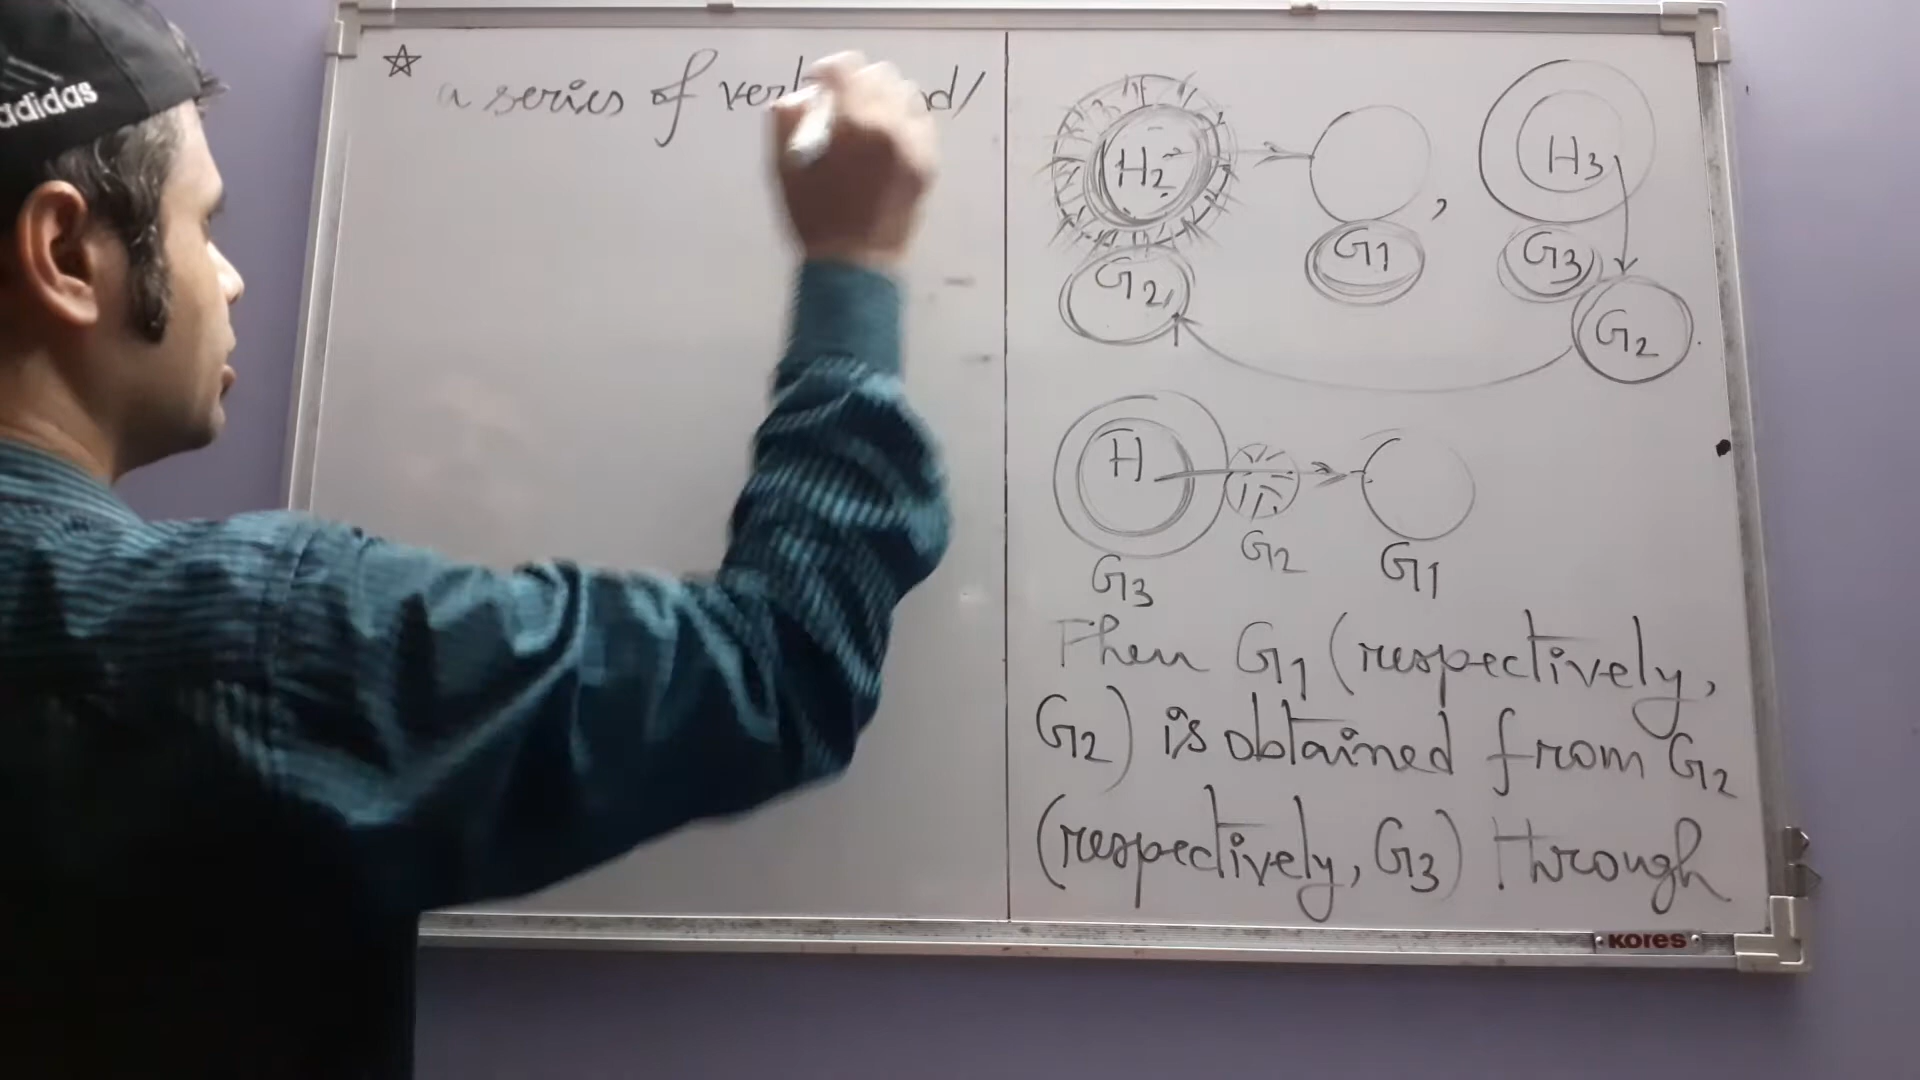 adidas
☆
a series of nd/
H2
G2
G1
,
H3
G3
G2
H
G3
G2
G1
Then G1 (respectively,
G2) is obtained from G2
(respectively, G3) through
KORES